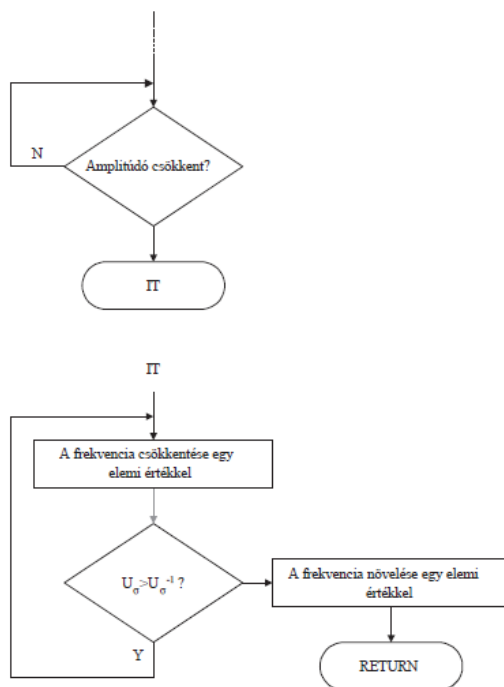 N
Amplitúdó csökkent?
IT
IT
A frekvencia csökkentése egy
elemi értékkel
U_σ>U_σ^-1 ?
A frekvencia növelése egy elemi
értékkel
Y
RETURN